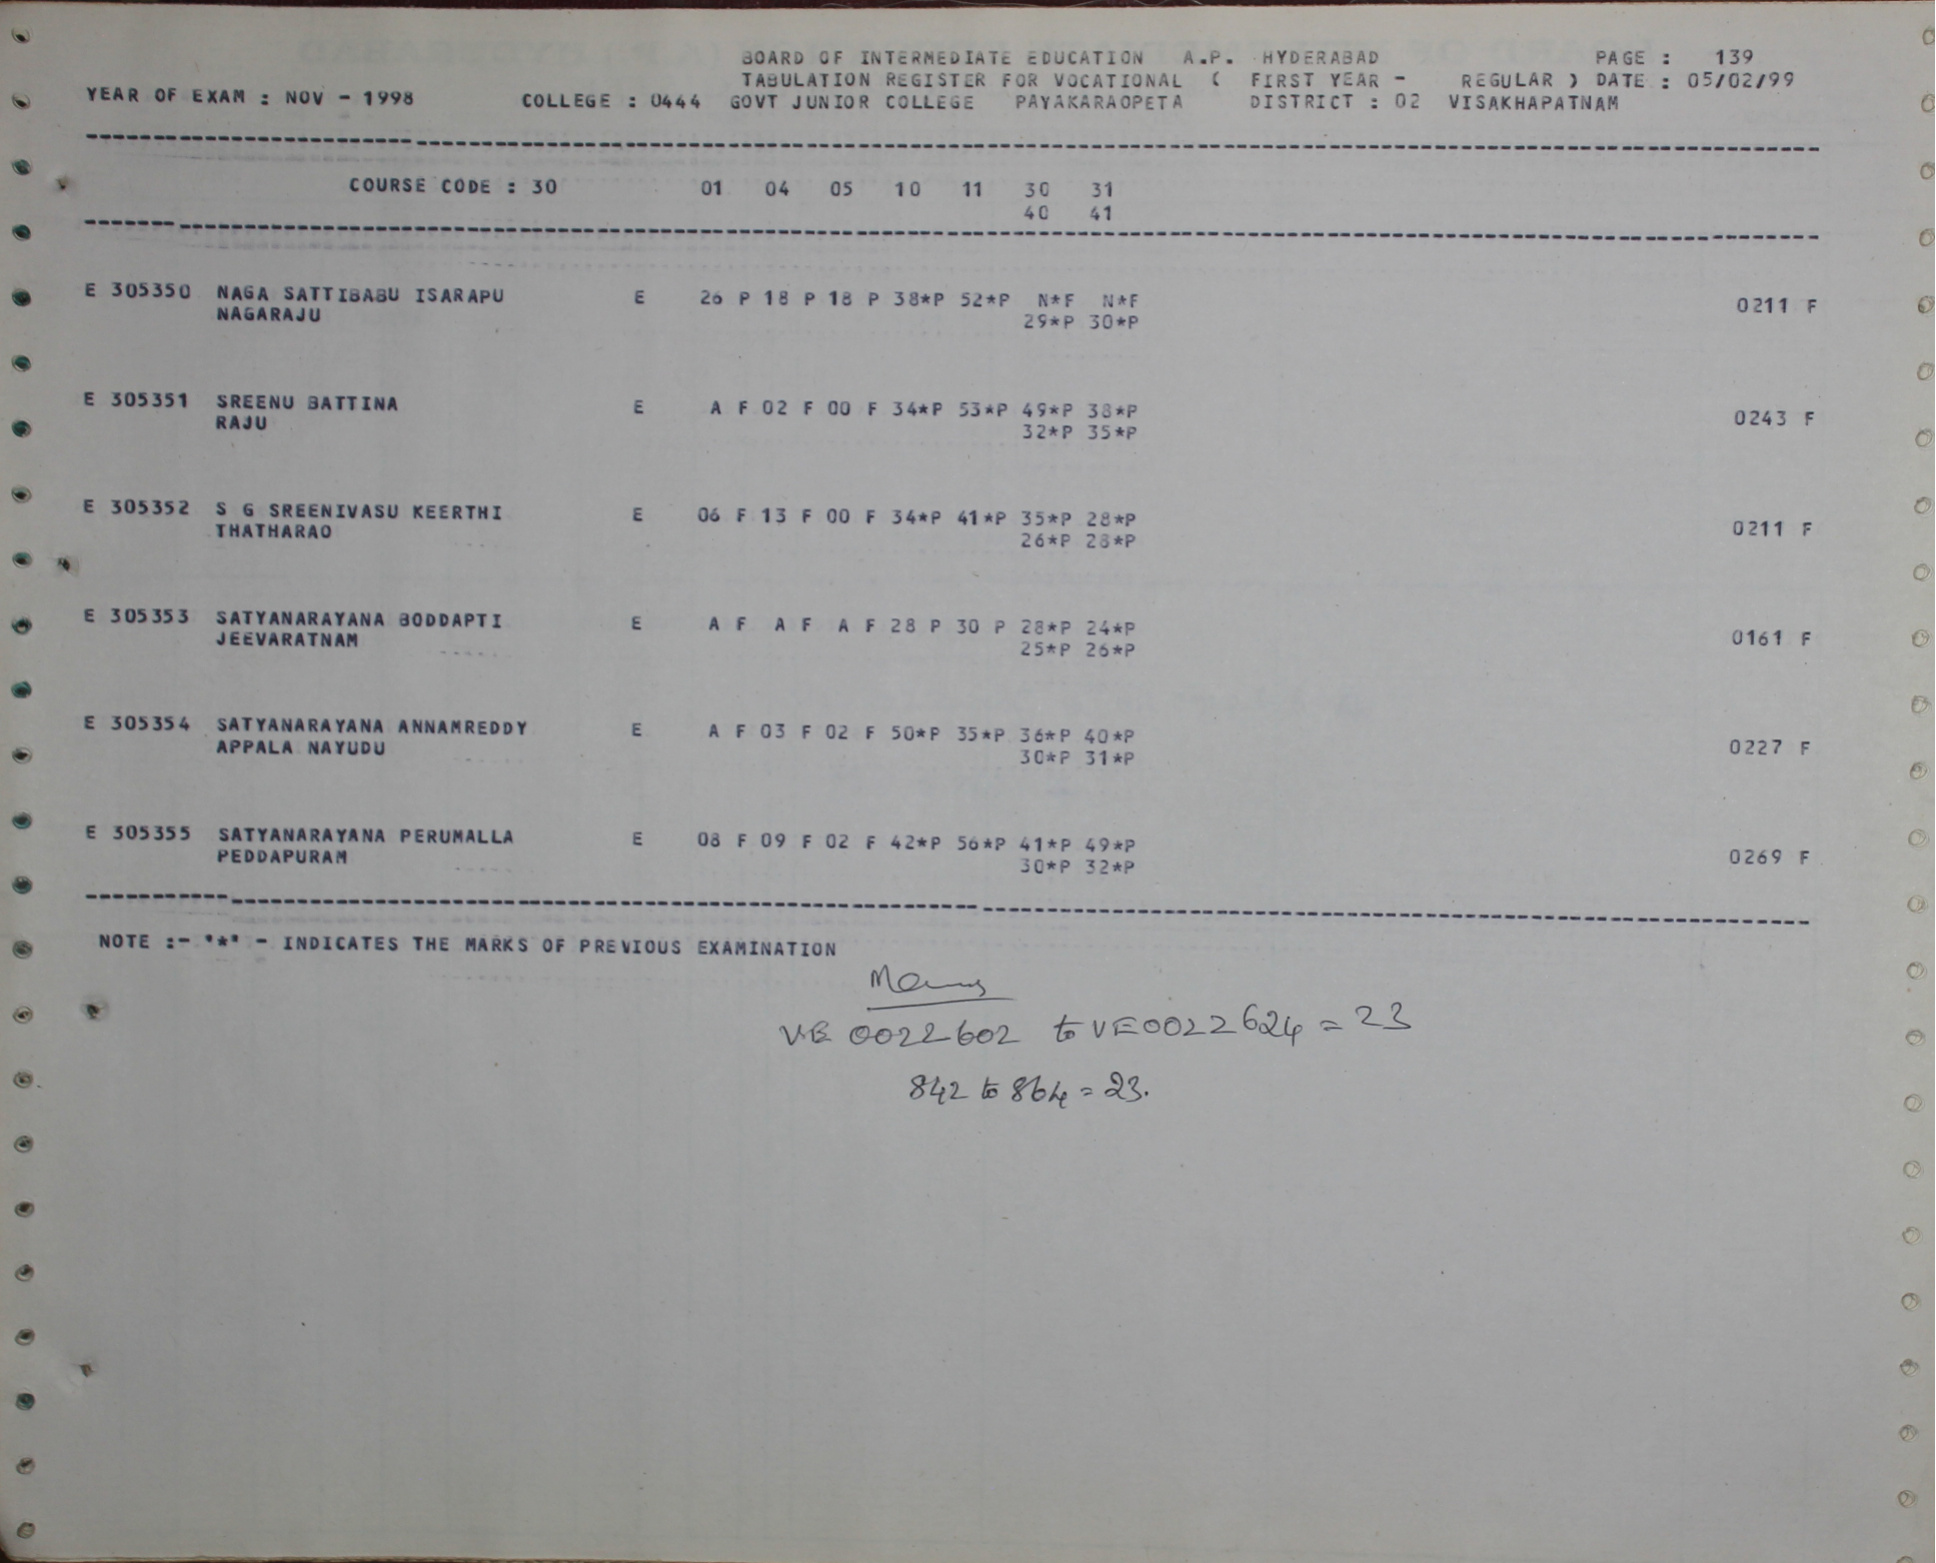 BOARD OF INTERMEDIATE EDUCATION A.P. HYDERABAD PAGE : 139
TABULATION REGISTER FOR VOCATIONAL ( FIRST YEAR - REGULAR ) DATE : 05/02/99
YEAR OF EXAM : NOV - 1998 COLLEGE : 0444 GOVT JUNIOR COLLEGE PAYAKARAOPETA DISTRICT : 02 VISAKHAPATNAM
COURSE CODE : 30 01 04 05 10 11 30 31
40 41
E 305350 NAGA SATTIBABU ISARAPU E 26 P 18 P 18 P 38*P 52*P N*F N*F 0211 F
NAGARAJU 29*P 30*P
E 305351 SREENU BATTINA E A F 02 F 00 F 34*P 53*P 49*P 38*P 0243 F
RAJU 32*P 35*P
E 305352 S G SREENIVASU KEERTHI E 06 F 13 F 00 F 34*P 41*P 35*P 28*P 0211 F
THATHARAO 26*P 28*P
E 305353 SATYANARAYANA BODDAPTI E A F A F A F 28 P 30 P 28*P 24*P 0161 F
JEEVARATNAM 25*P 26*P
E 305354 SATYANARAYANA ANNAMREDDY E A F 03 F 02 F 50*P 35*P 36*P 40*P 0227 F
APPALA NAYUDU 30*P 31*P
E 305355 SATYANARAYANA PERUMALLA E 08 F 09 F 02 F 42*P 56*P 41*P 49*P 0269 F
PEDDAPURAM 30*P 32*P
NOTE :- '*' - INDICATES THE MARKS OF PREVIOUS EXAMINATION
VE 0022602 to VE0022624 = 23
842 to 864 = 23.